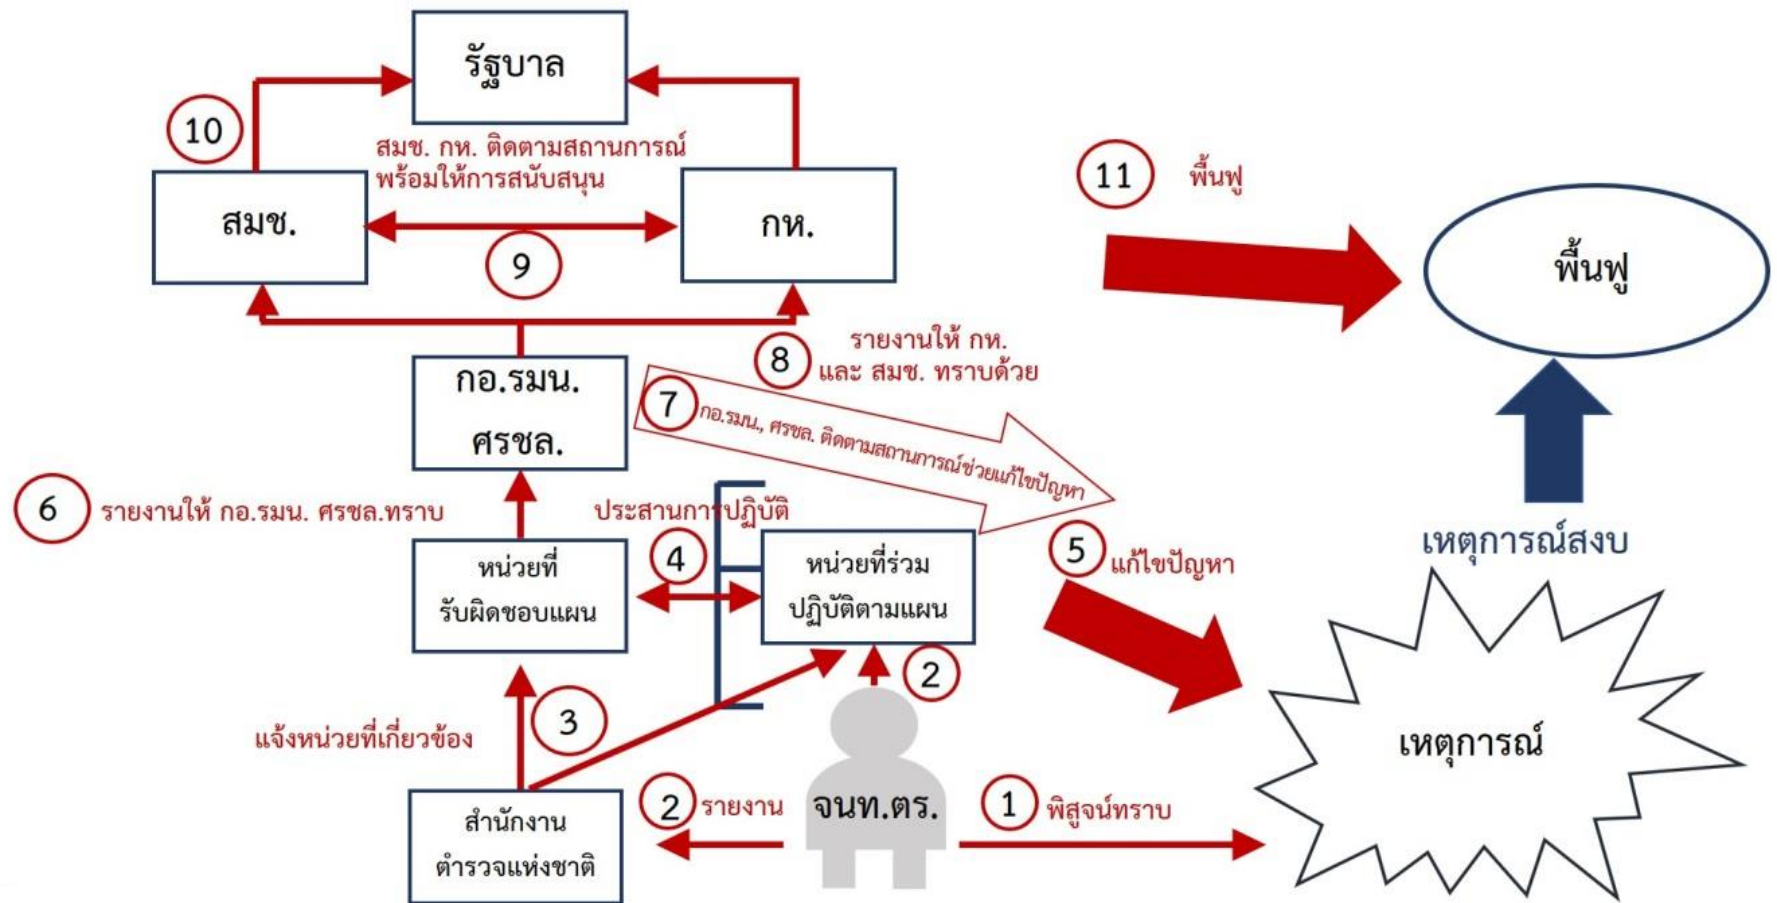 รัฐบาล
10
สมช. กห. ติดตามสถานการณ์
พร้อมให้การสนับสนุน
11
พื้นฟู
สมช.
กห.
9
พื้นฟู
8
รายงานให้ กห.
และ สมช. ทราบด้วย
กอ.รมน.
ศรชล.
7
กอ.รมน., ศรชล. ติดตามสถานการณ์ช่วยแก้ไขปัญหา
6
รายงานให้ กอ.รมน. ศรชล.ทราบ
ประสานการปฏิบัติ
4
หน่วยที่
รับผิดชอบแผน
หน่วยที่ร่วม
ปฏิบัติตามแผน
5
แก้ไขปัญหา
เหตุการณ์สงบ
2
3
แจ้งหน่วยที่เกี่ยวข้อง
เหตุการณ์
สำนักงาน
ตำรวจแห่งชาติ
2
รายงาน
จนท.ตร.
1
พิสูจน์ทราบ